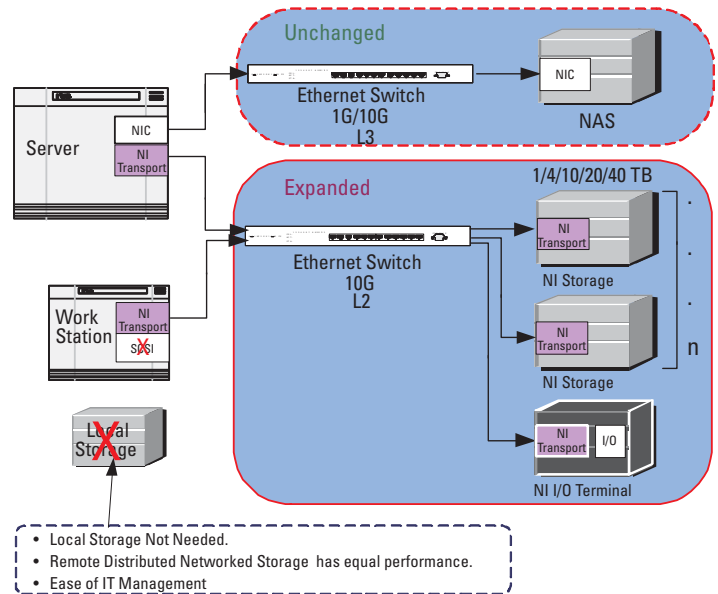 Unchanged
Ethernet Switch
1G/10G
L3
NIC
NAS
Server
NIC
NI
Transport
Expanded
1/4/10/20/40 TB
Ethernet Switch
10G
L2
NI
Transport
NI Storage
.
.
.
n
NI
Transport
NI Storage
Work
Station
NI
Transport
SCSI
X
NI
Transport
I/O
NI I/O Terminal
Local
Storage
X
• Local Storage Not Needed.
• Remote Distributed Networked Storage has equal performance.
• Ease of IT Management